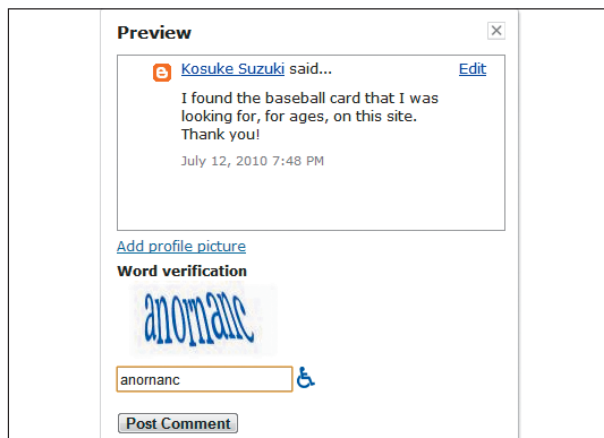 Preview
Kosuke Suzuki said... Edit
I found the baseball card that I was
looking for, for ages, on this site.
Thank you!
July 12, 2010 7:48 PM
Add profile picture
Word verification
anornanc
anornanc
Post Comment